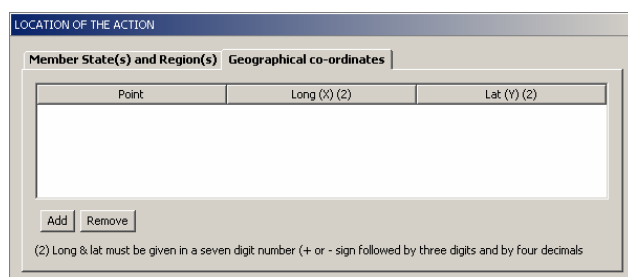 LOCATION OF THE ACTION
Member State(s) and Region(s) Geographical co-ordinates
Point Long (X) (2) Lat (Y) (2)
Add Remove
(2) Long & lat must be given in a seven digit number (+ or - sign followed by three digits and by four decimals